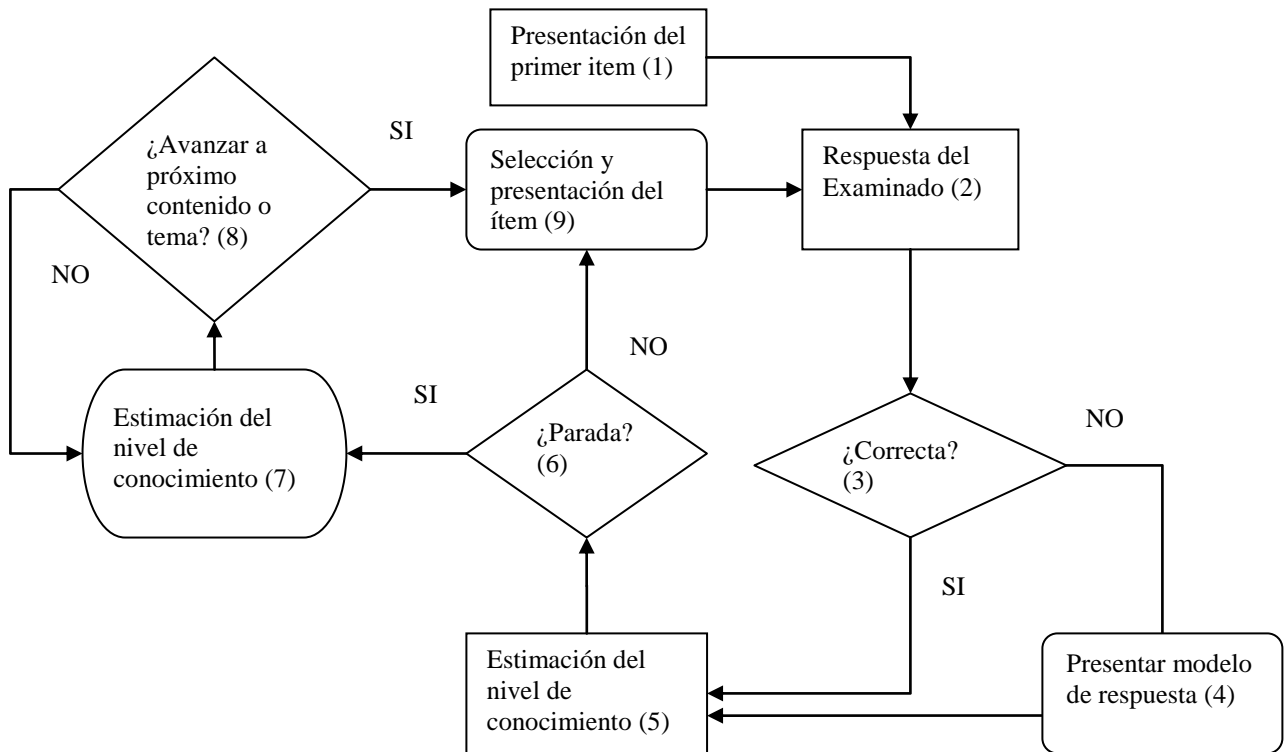 Presentación del
primer item (1)
¿Avanzar a
próximo
contenido o
tema? (8)
SI
Selección y
presentación del
ítem (9)
Respuesta del
Examinado (2)
NO
NO
SI
Estimación del
nivel de
conocimiento (7)
¿Parada?
(6)
¿Correcta?
(3)
NO
SI
Estimación del
nivel de
conocimiento (5)
Presentar modelo
de respuesta (4)